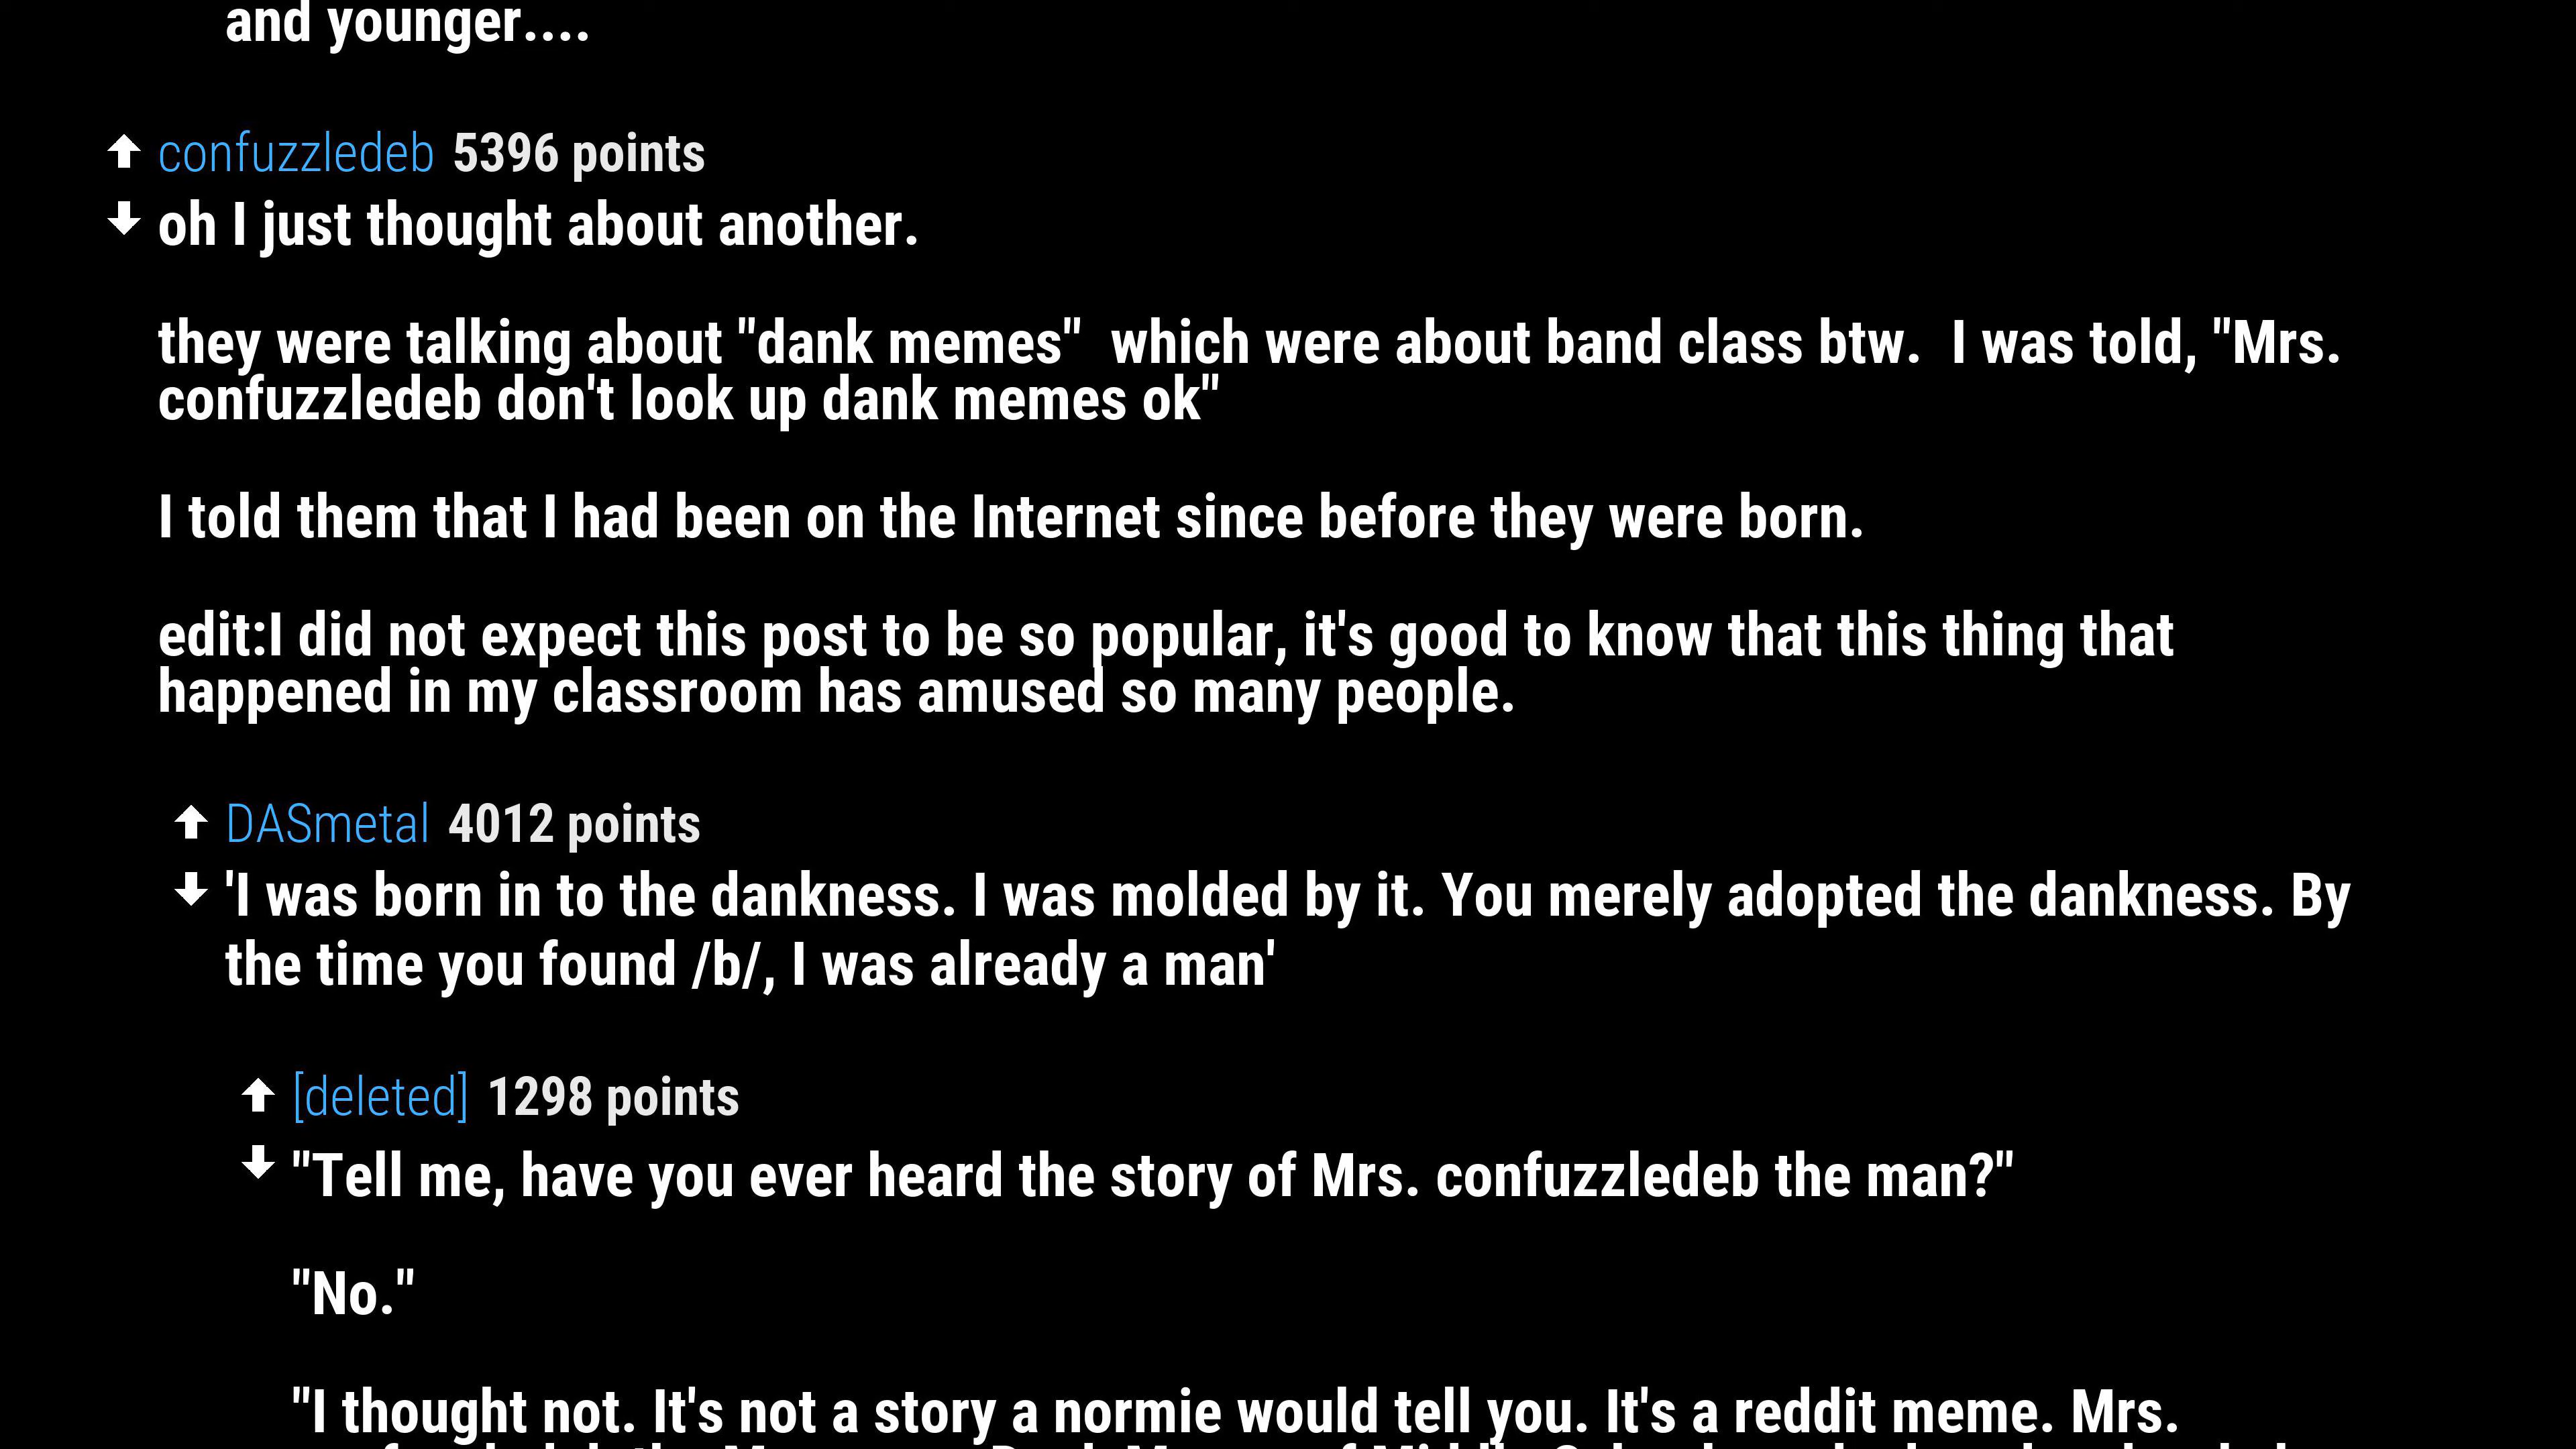 and younger....
confuzzledeb 5396 points
oh I just thought about another.
they were talking about "dank memes"  which were about band class btw.  I was told, "Mrs.
confuzzledeb don't look up dank memes ok"
I told them that I had been on the Internet since before they were born.
edit:I did not expect this post to be so popular, it's good to know that this thing that
happened in my classroom has amused so many people.
DASmetal 4012 points
'I was born in to the dankness. I was molded by it. You merely adopted the dankness. By
the time you found /b/, I was already a man'
[deleted] 1298 points
"Tell me, have you ever heard the story of Mrs. confuzzledeb the man?"
"No."
"I thought not. It's not a story a normie would tell you. It's a reddit meme. Mrs.